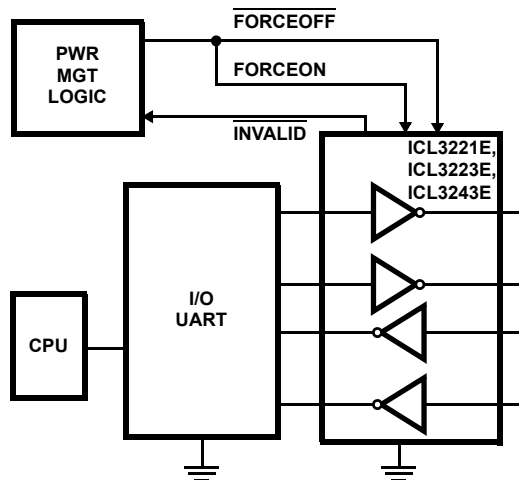 FORCEOFF
PWR
MGT
LOGIC
FORCEON
INVALID
ICL3221E,
ICL3223E,
ICL3243E
I/O
UART
CPU